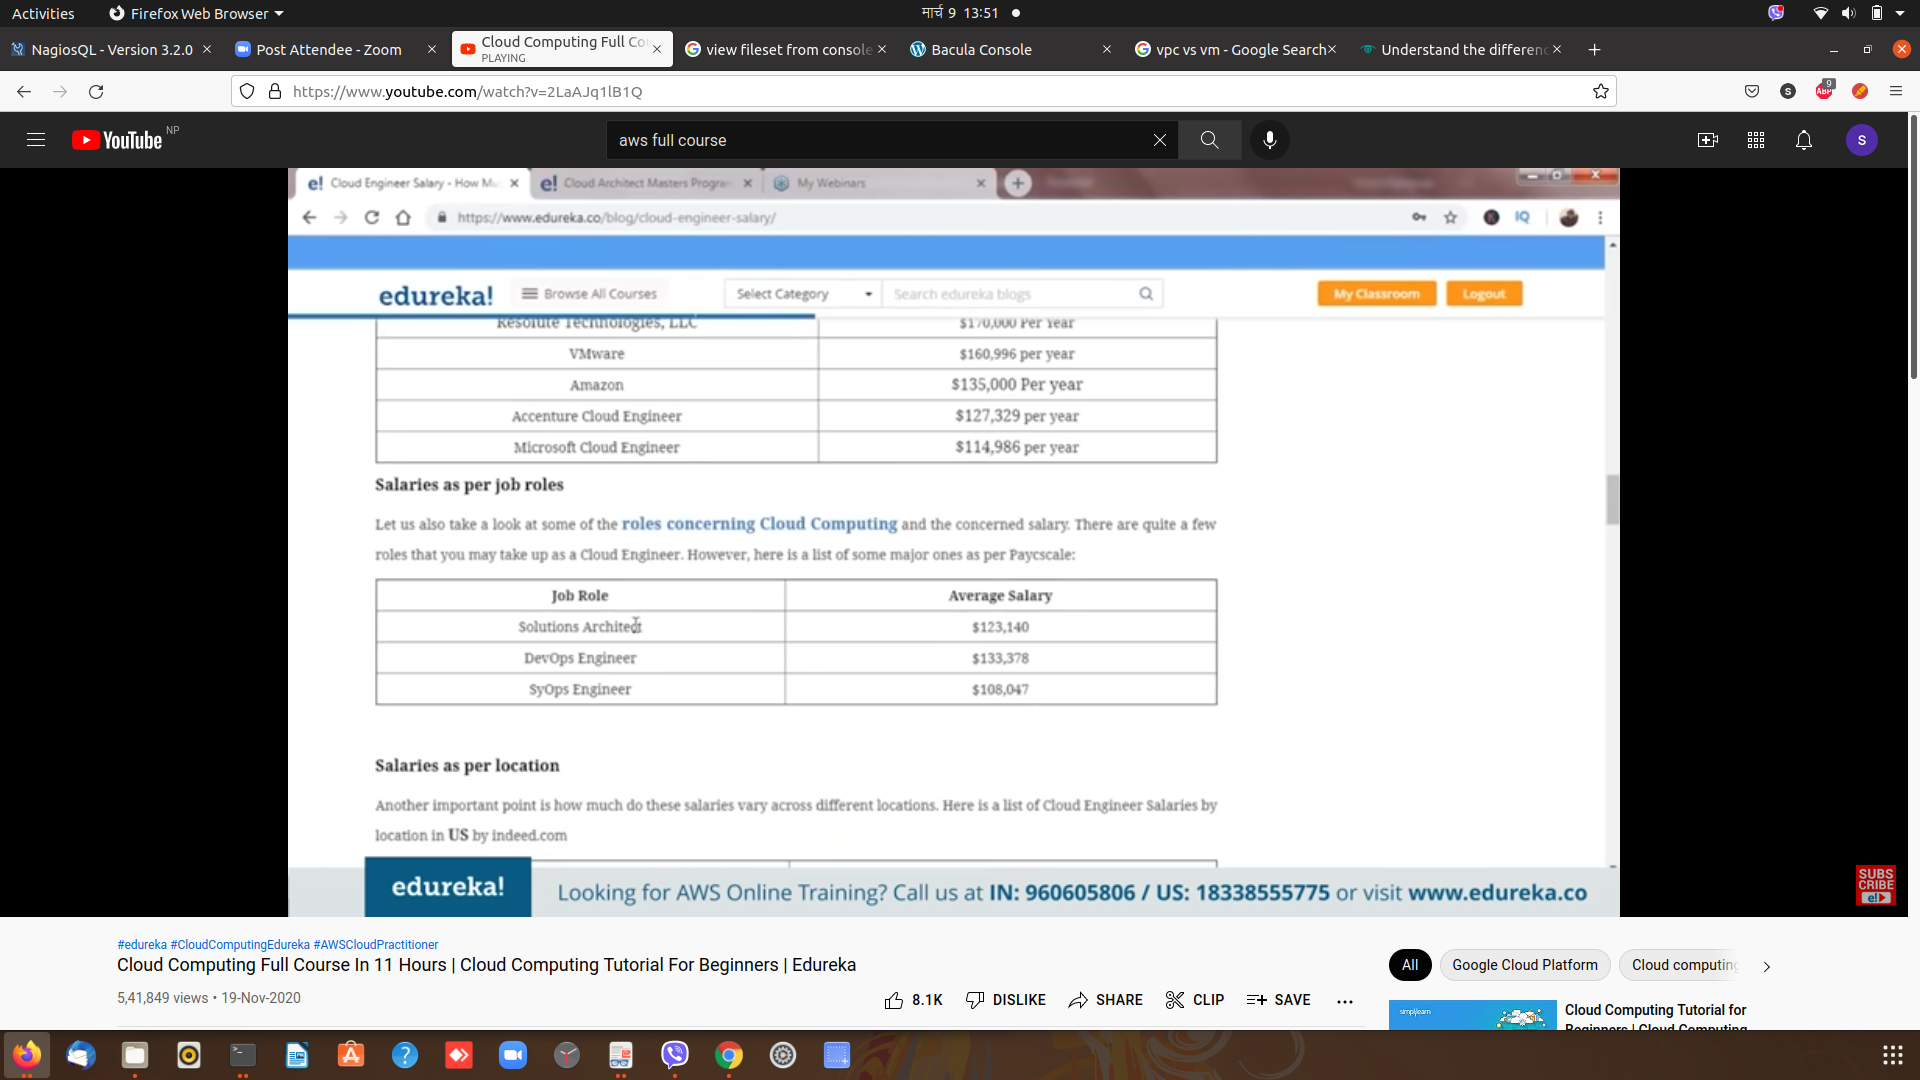 Activities Firefox Web Browser मार्च 9 13:51
NagiosQL - Version 3.2.0 Post Attendee - Zoom Cloud Computing Full Co view fileset from console Bacula Console vpc vs vm - Google Search Understand the differenc
PLAYING
https://www.youtube.com/watch?v=2LaAJq1lB1Q 9
YouTube NP aws full course S
e! Cloud Engineer Salary - How Mu e! Cloud Architect Masters Program My Webinars
https://www.edureka.co/blog/cloud-engineer-salary/ IQ
edureka! Browse All Courses Select Category Search edureka blogs My Classroom Logout
Resolute Technologies, LLC $170,000 Per Year
VMware $160,996 per year
Amazon $135,000 Per year
Accenture Cloud Engineer $127,329 per year
Microsoft Cloud Engineer $114,986 per year
Salaries as per job roles
Let us also take a look at some of the roles concerning Cloud Computing and the concerned salary. There are quite a few
roles that you may take up as a Cloud Engineer. However, here is a list of some major ones as per Paycscale:
Job Role Average Salary
Solutions Architect $123,140
DevOps Engineer $133,378
SyOps Engineer $108,047
Salaries as per location
Another important point is how much do these salaries vary across different locations. Here is a list of Cloud Engineer Salaries by
location in US by indeed.com
edureka! Looking for AWS Online Training? Call us at IN: 960605806 / US: 18338555775 or visit www.edureka.co
SUBS
CRIBE
e!
#edureka #CloudComputingEdureka #AWSCloudPractitioner
Cloud Computing Full Course In 11 Hours | Cloud Computing Tutorial For Beginners | Edureka
5,41,849 views • 19-Nov-2020
8.1K DISLIKE SHARE CLIP SAVE
All Google Cloud Platform Cloud computing
simplilearn Cloud Computing Tutorial for
Beginners | Cloud Computing